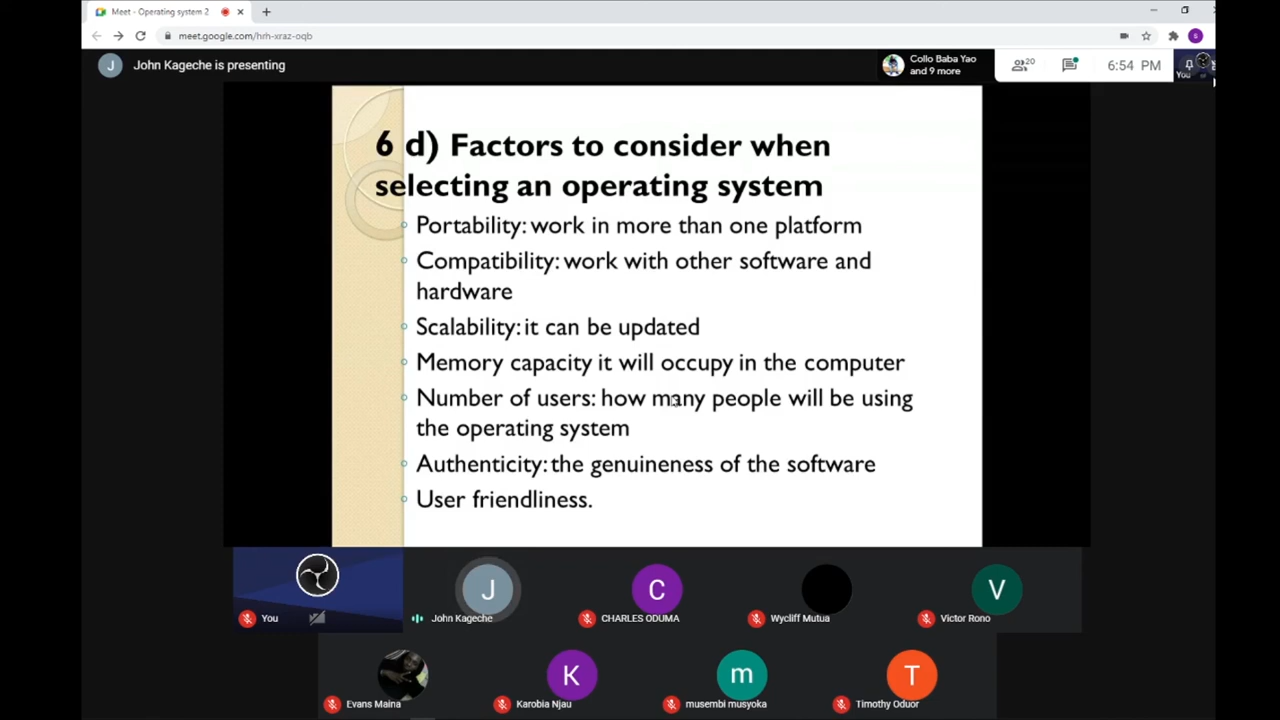 Meet - Operating system 2
meet.google.com/hrh-xraz-oqb
J
John Kageche is presenting
Collo Baba Yao
and 9 more
20
6:54 PM
You
S
6 d) Factors to consider when
selecting an operating system
Portability: work in more than one platform
Compatibility: work with other software and
hardware
Scalability: it can be updated
Memory capacity it will occupy in the computer
Number of users: how many people will be using
the operating system
Authenticity: the genuineness of the software
User friendliness.
You
J
John Kageche
C
CHARLES ODUMA
Wycliff Mutua
V
Victor Rono
Evans Maina
K
Karobia Njau
m
musembi musyoka
T
Timothy Oduor